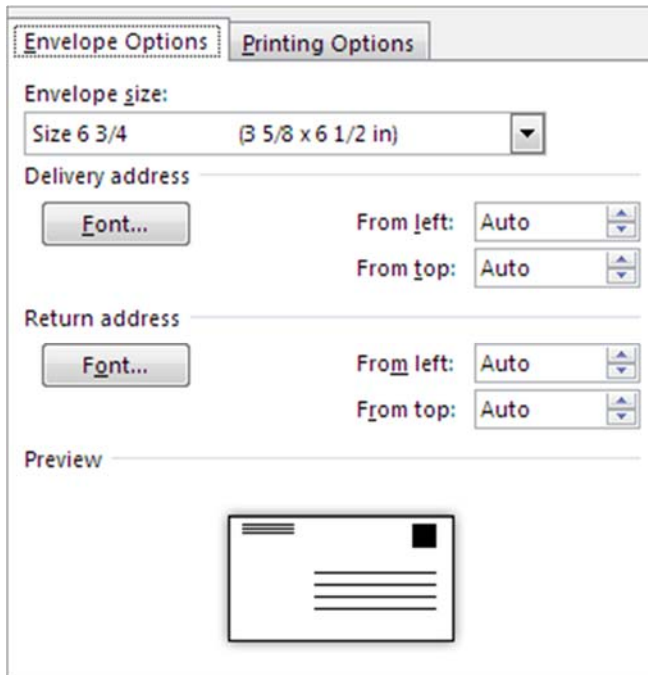 Envelope Options Printing Options
Envelope size:
Size 6 3/4 (3 5/8 x 6 1/2 in)
Delivery address
Font... From left: Auto
From top: Auto
Return address
Font... From left: Auto
From top: Auto
Preview